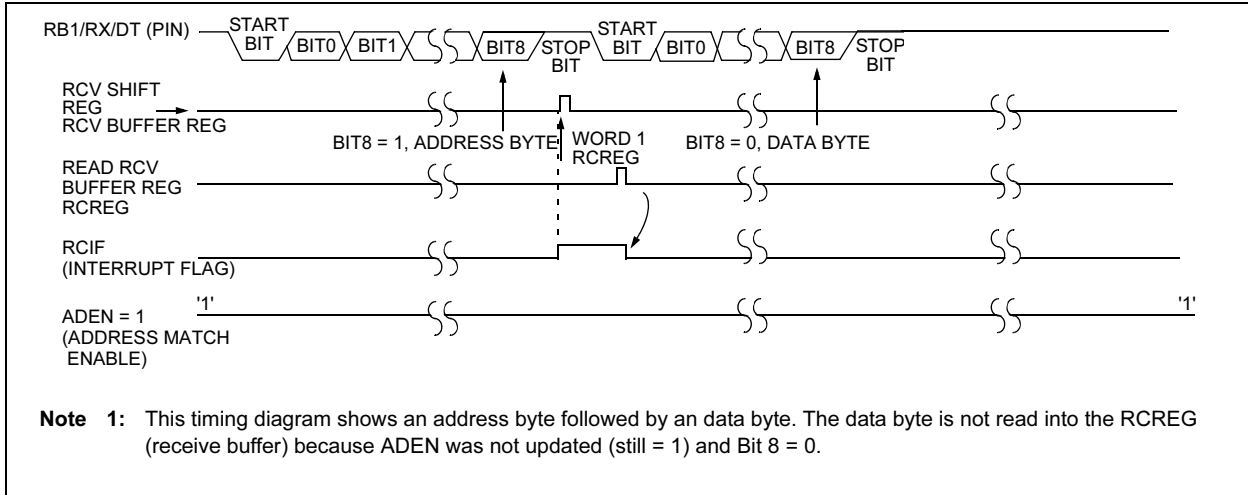 RB1/RX/DT (PIN)
START
BIT
BIT0
BIT1
BIT8
STOP
BIT
START
BIT
BIT0
BIT8
STOP
BIT
RCV SHIFT
REG
RCV BUFFER REG
BIT8 = 1, ADDRESS BYTE
WORD 1
RCREG
BIT8 = 0, DATA BYTE
READ RCV
BUFFER REG
RCREG
RCIF
(INTERRUPT FLAG)
'1'
'1'
ADEN = 1
(ADDRESS MATCH
ENABLE)
Note 1: This timing diagram shows an address byte followed by an data byte. The data byte is not read into the RCREG
(receive buffer) because ADEN was not updated (still = 1) and Bit 8 = 0.